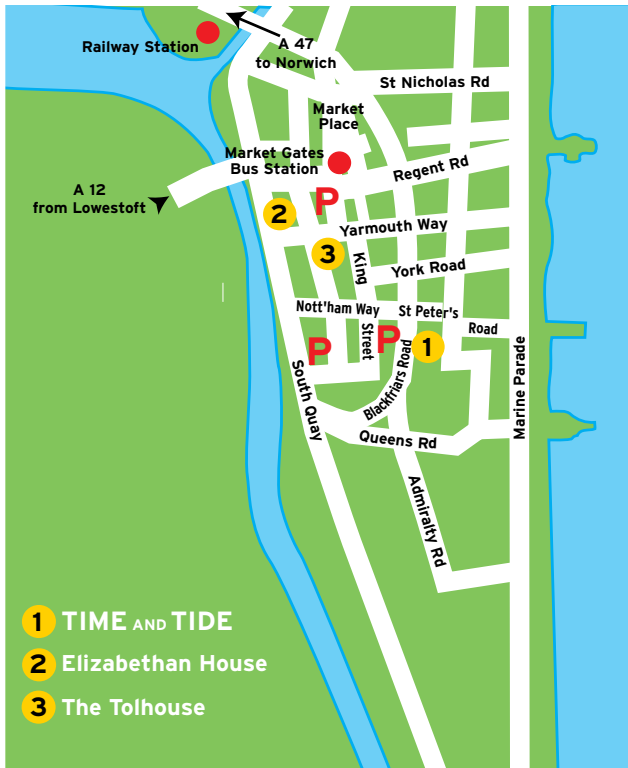 Railway Station
A 47
to Norwich
St Nicholas Rd
Market
Place
Market Gates
Bus Station
Regent Rd
A 12
from Lowestoft
P
2
Yarmouth Way
3
King
Street
York Road
Nott'ham Way
St Peter's
Road
P
P
1
Blackfriars Road
South Quay
Marine Parade
Queens Rd
Admiralty Rd
1 TIME AND TIDE
2 Elizabethan House
3 The Tolhouse